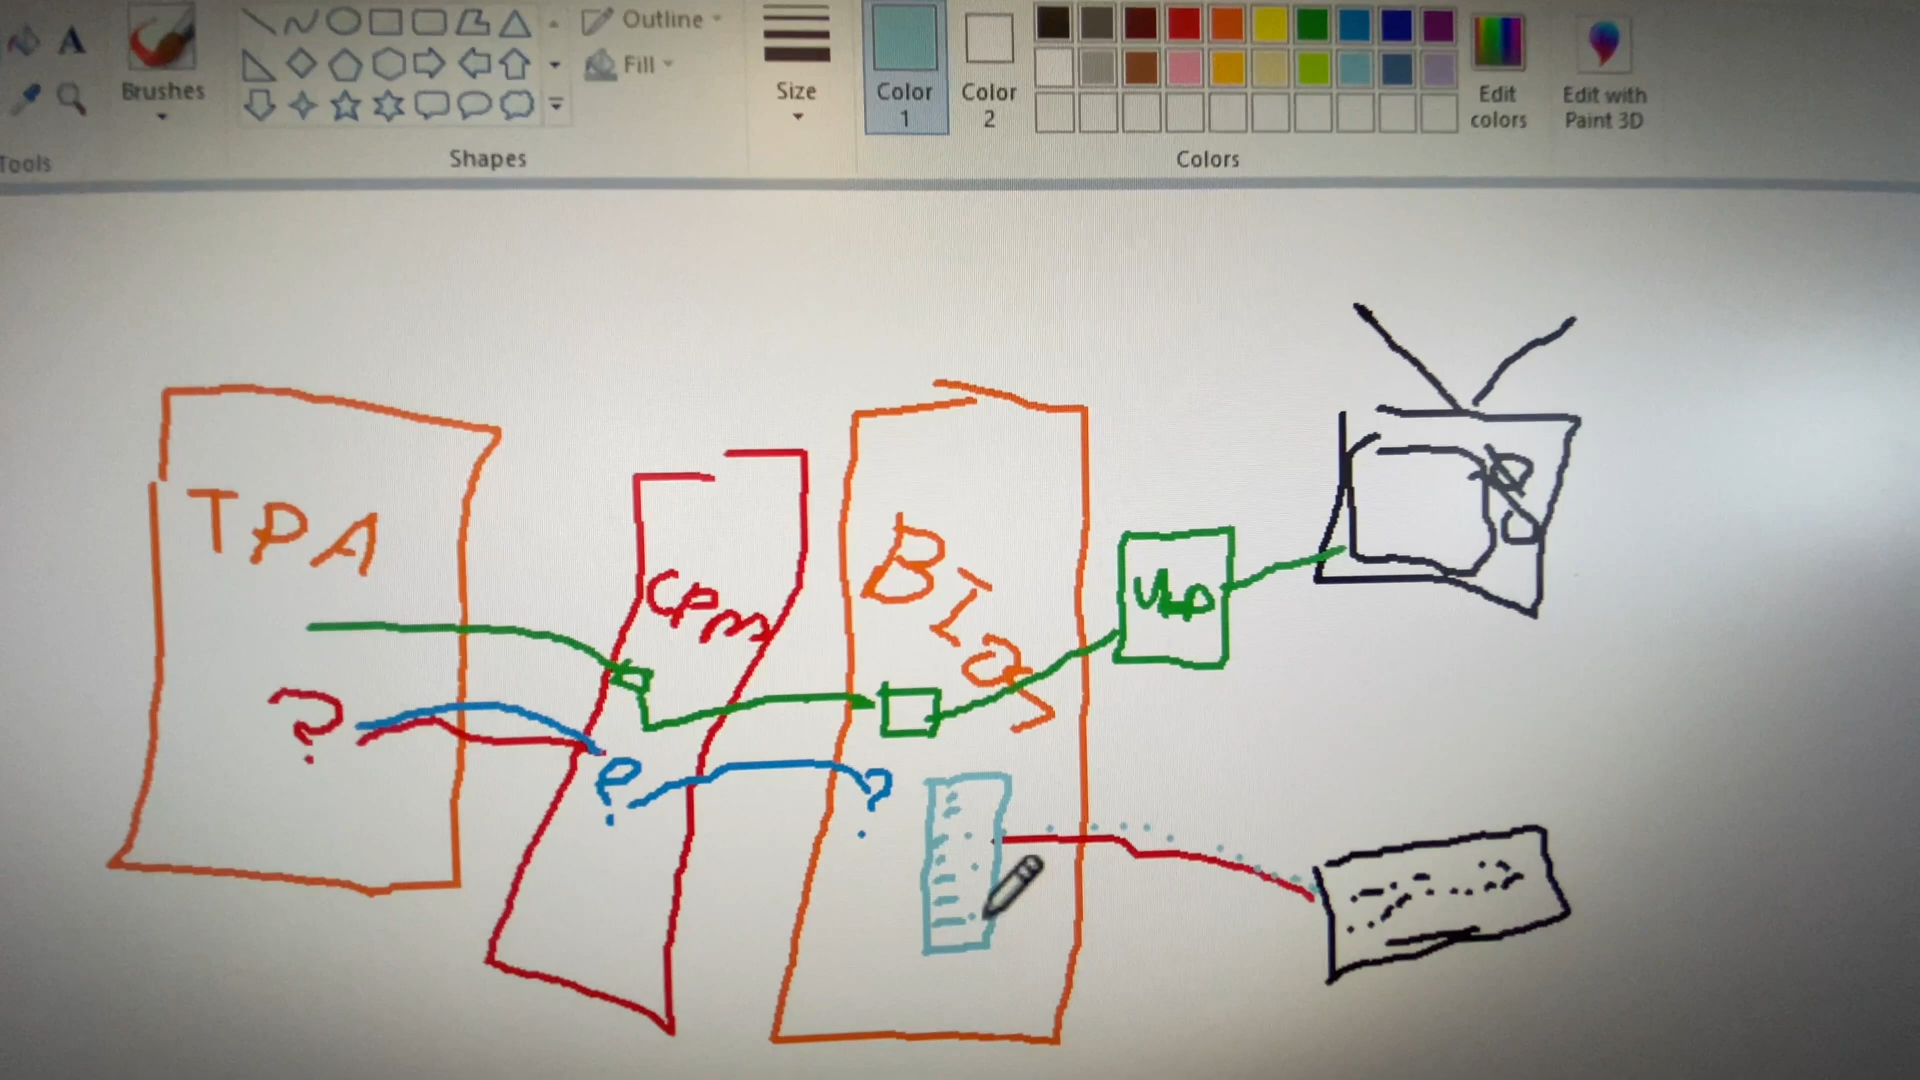 Outline
Fill
Brushes
Size
Color
1
Color
2
Edit
colors
Edit with
Paint 3D
Tools
Shapes
Colors
TPA
CPM
BIOS
?
?
?